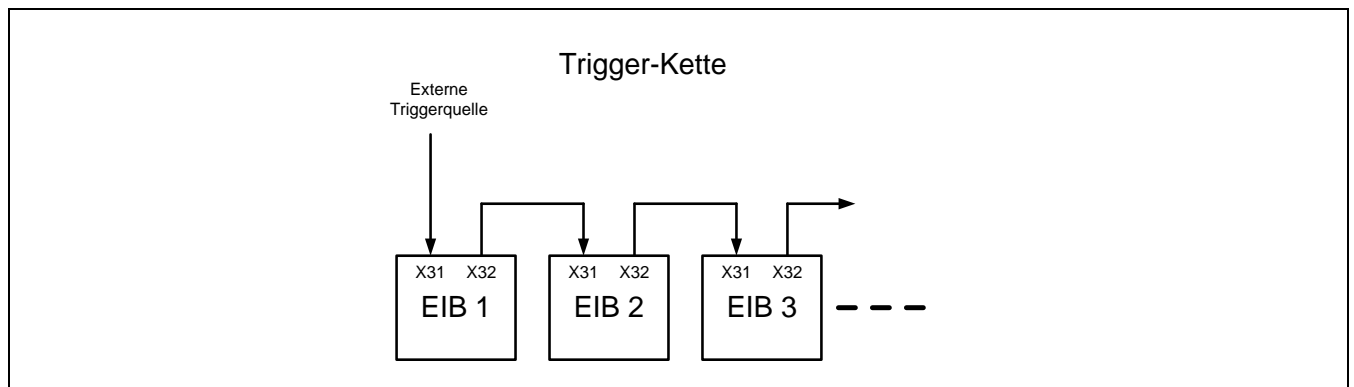 Trigger-Kette
Externe
Triggerquelle
X31 X32
EIB 1
X31 X32
EIB 2
X31 X32
EIB 3